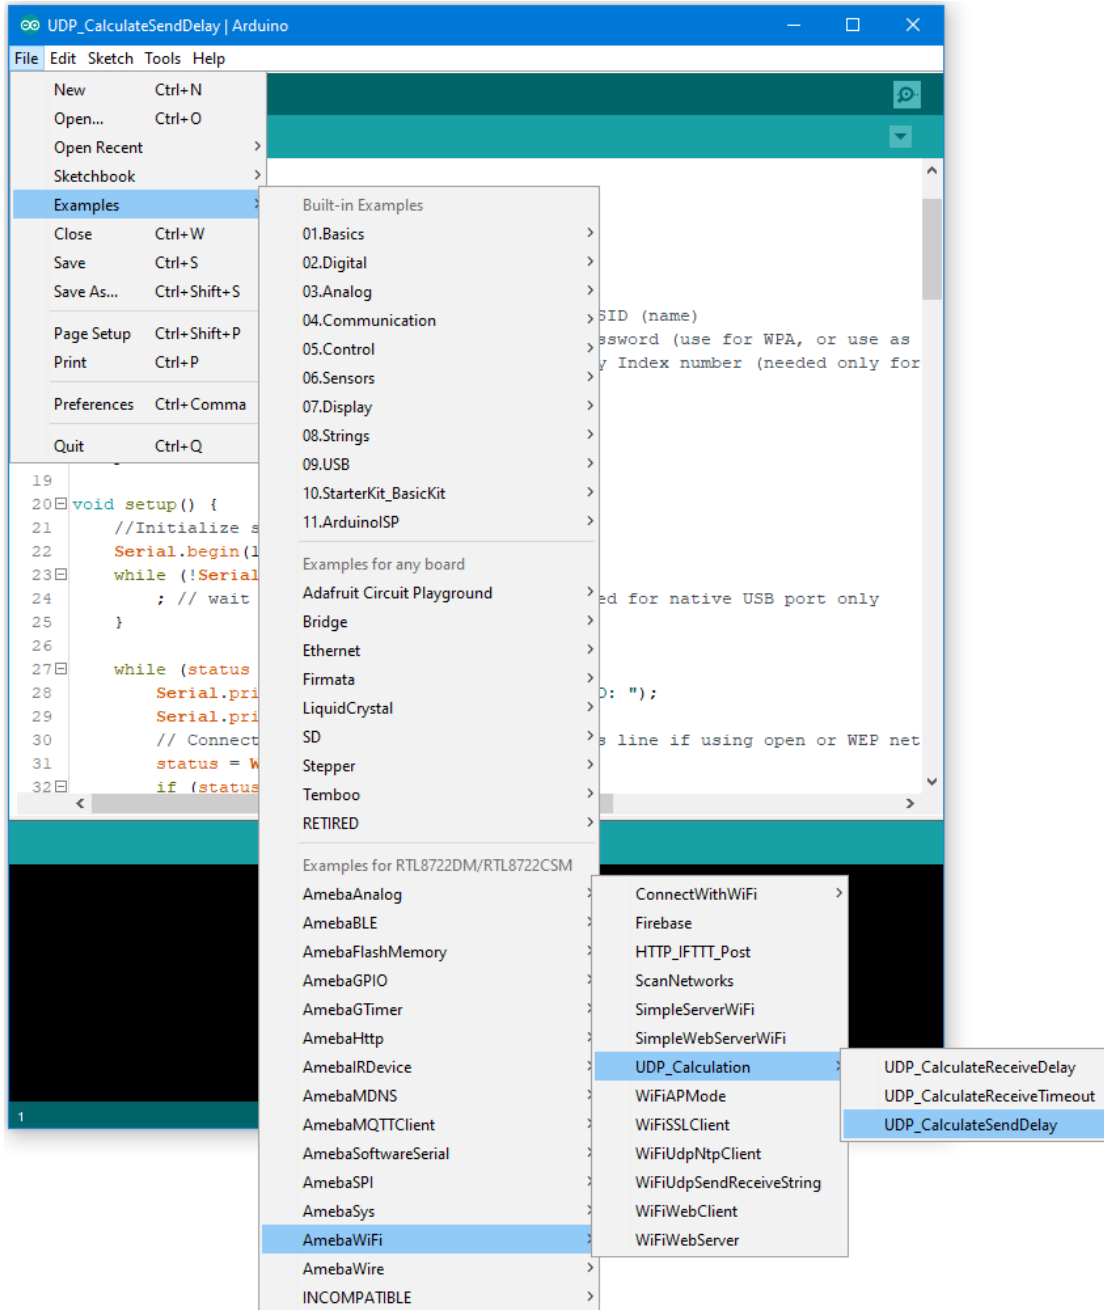 UDP_CalculateSendDelay | Arduino
File Edit Sketch Tools Help
New Ctrl+N
Open... Ctrl+O
Open Recent
Sketchbook
Examples
Close Ctrl+W
Save Ctrl+S
Save As... Ctrl+Shift+S
Page Setup Ctrl+Shift+P
Print Ctrl+P
Preferences Ctrl+Comma
Quit Ctrl+Q
Built-in Examples
01.Basics
02.Digital
03.Analog
04.Communication
05.Control
06.Sensors
07.Display
08.Strings
09.USB
10.StarterKit_BasicKit
11.ArduinoISP
Examples for any board
Adafruit Circuit Playground
Bridge
Ethernet
Firmata
LiquidCrystal
SD
Stepper
Temboo
RETIRED
Examples for RTL8722DM/RTL8722CSM
AmebaAnalog
AmebaBLE
AmebaFlashMemory
AmebaGPIO
AmebaGTimer
AmebaHttp
AmebaIRDevice
AmebaMDNS
AmebaMQTTClient
AmebaSoftwareSerial
AmebaSPI
AmebaSys
AmebaWiFi
AmebaWire
INCOMPATIBLE
ConnectWithWiFi
Firebase
HTTP_IFTTT_Post
ScanNetworks
SimpleServerWiFi
SimpleWebServerWiFi
UDP_Calculation
WiFiAPMode
WiFiSSLClient
WiFiUdpNtpClient
WiFiUdpSendReceiveString
WiFiWebClient
WiFiWebServer
UDP_CalculateReceiveDelay
UDP_CalculateReceiveTimeout
UDP_CalculateSendDelay
SID (name)
ssword (use for WPA, or use as
y Index number (needed only for
19
20 void setup() {
21 //Initialize s
22 Serial.begin(1
23 while (!Serial
24 ; // wait ed for native USB port only
25 }
26
27 while (status
28 Serial.pri D: ");
29 Serial.pri
30 // Connect s line if using open or WEP net
31 status = W
32 if (status
1